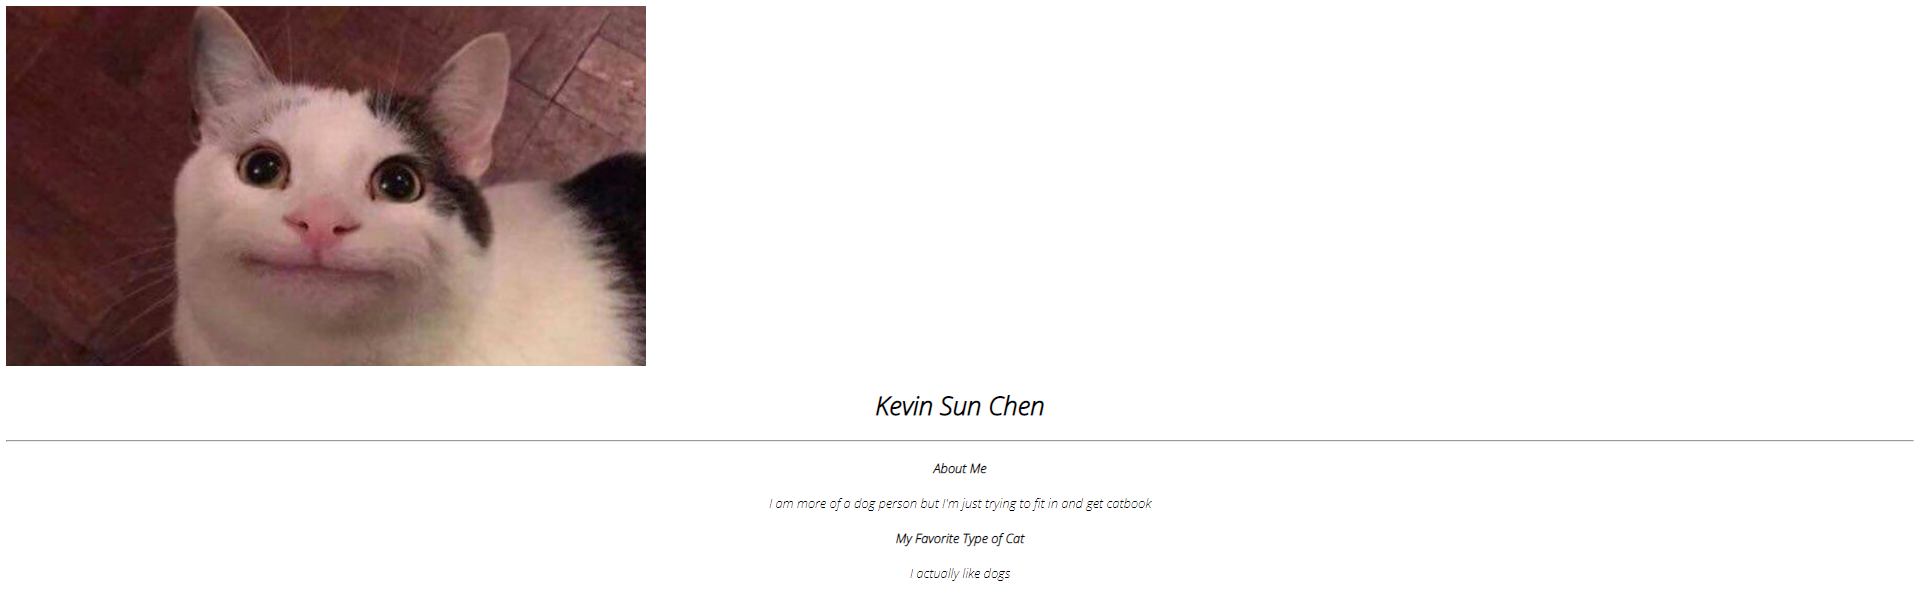 Kevin Sun Chen
About Me
I am more of a dog person but I'm just trying to fit in and get catbook
My Favorite Type of Cat
I actually like dogs